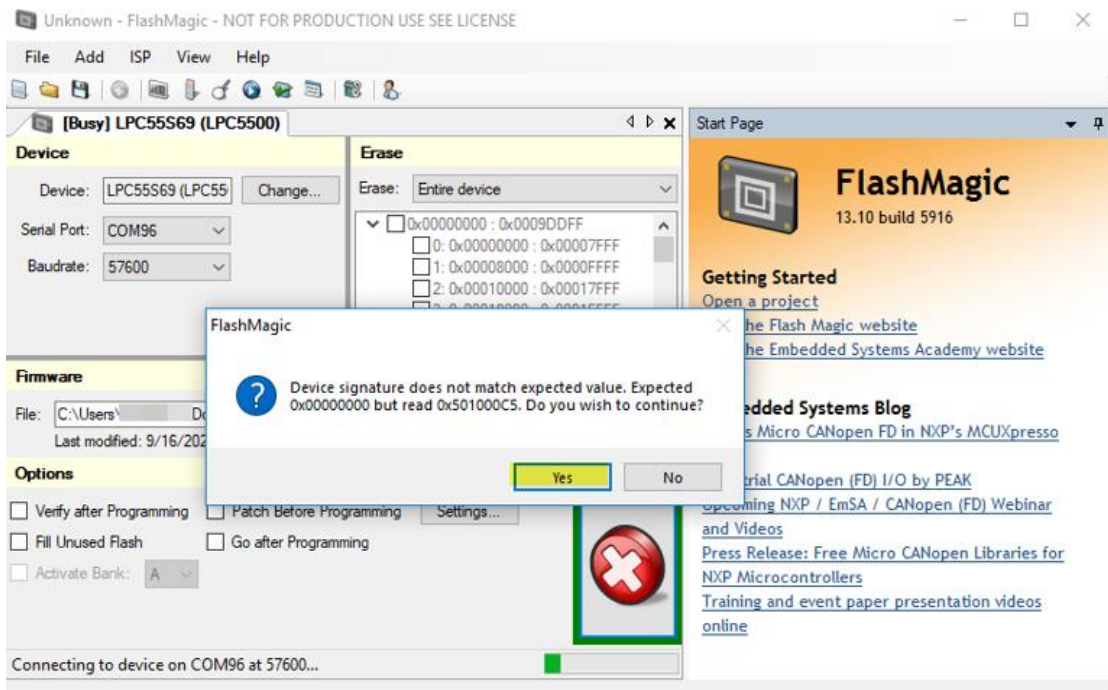 Unknown - FlashMagic - NOT FOR PRODUCTION USE SEE LICENSE
File Add ISP View Help
[Busy] LPC55S69 (LPC5500)
Device
Device: LPC55S69 (LPC55 Change...
Serial Port: COM96
Baudrate: 57600
Erase
Erase: Entire device
0x00000000 : 0x0009DDFF
0: 0x00000000 : 0x00007FFF
1: 0x00008000 : 0x0000FFFF
2: 0x00010000 : 0x00017FFF
FlashMagic
Device signature does not match expected value. Expected
0x00000000 but read 0x501000C5. Do you wish to continue?
Yes No
Firmware
File: C:\Users\
Last modified: 9/16/202
Options
Verify after Programming Patch Before Programming Settings...
Fill Unused Flash Go after Programming
Activate Bank: A
Connecting to device on COM96 at 57600...
Start Page
FlashMagic
13.10 build 5916
Getting Started
Open a project
he Flash Magic website
he Embedded Systems Academy website
edded Systems Blog
s Micro CANopen FD in NXP's MCUXpresso
trial CANopen (FD) I/O by PEAK
Upcoming NXP / EmSA / CANopen (FD) Webinar
and Videos
Press Release: Free Micro CANopen Libraries for
NXP Microcontrollers
Training and event paper presentation videos
online